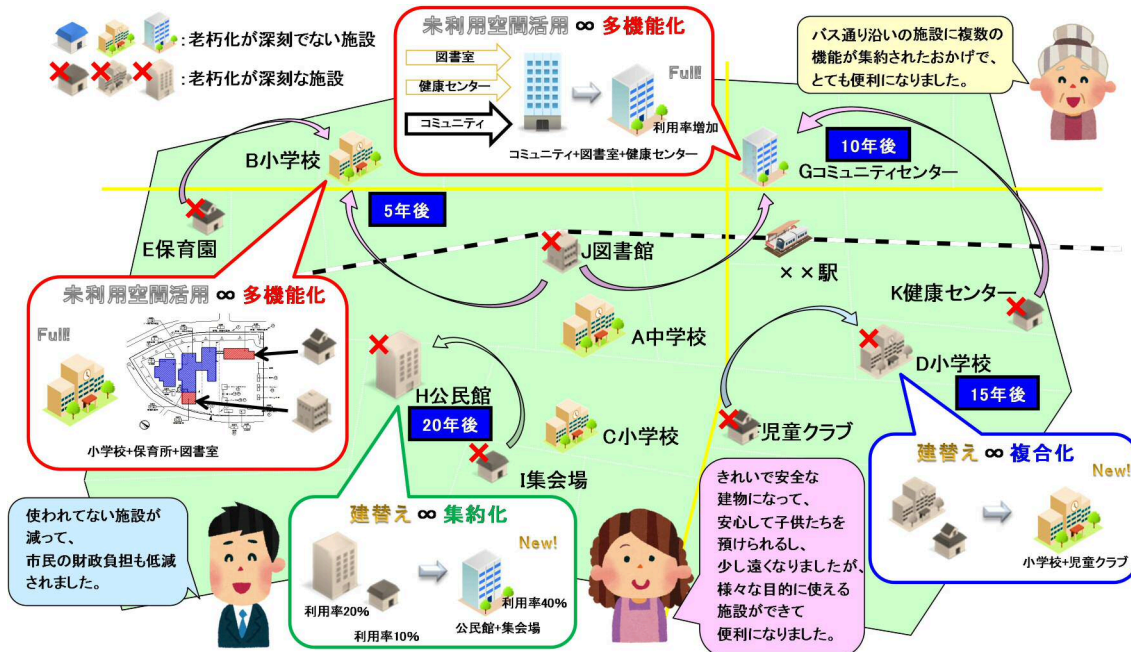 ：老朽化が深刻でない施設
：老朽化が深刻な施設
未利用空間活用 ∞ 多機能化
図書室
健康センター
コミュニティ
Full!
利用率増加
コミュニティ+図書室+健康センター
バス通り沿いの施設に複数の
機能が集約されたおかげで、
とても便利になりました。
B小学校
10年後
Gコミュニティセンター
5年後
E保育園
J図書館
××駅
K健康センター
未利用空間活用 ∞ 多機能化
Full!
小学校+保育所+図書室
A中学校
D小学校
H公民館
15年後
20年後
C小学校
F児童クラブ
I集会場
建替え ∞ 複合化
New!
小学校+児童クラブ
使われてない施設が
減って、
市民の財政負担も低減
されました。
建替え ∞ 集約化
New!
利用率20%
利用率10%
利用率40%
公民館+集会場
きれいで安全な
建物になって、
安心して子供たちを
預けられるし、
少し遠くなりましたが、
様々な目的に使える
施設ができて
便利になりました。